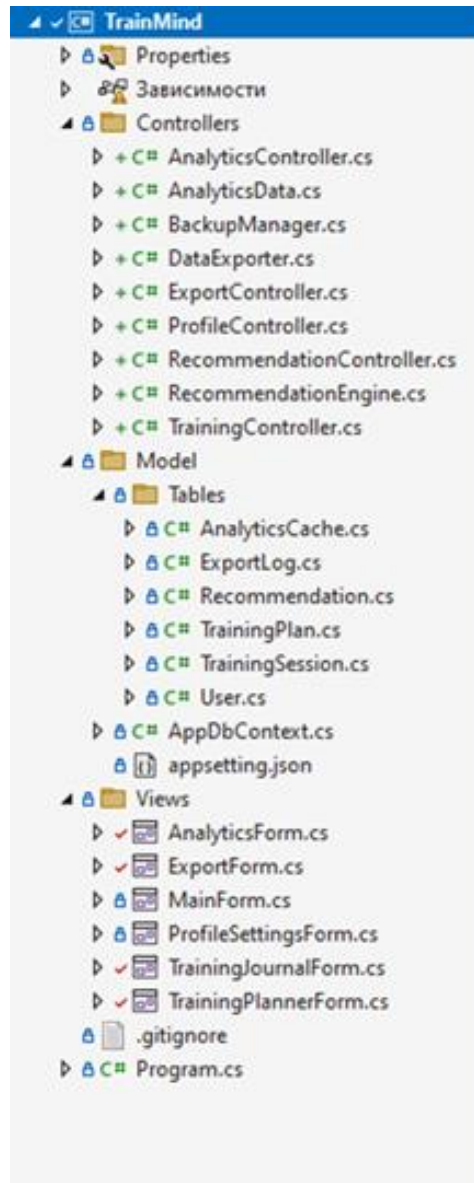 TrainMind
Properties
Зависимости
Controllers
C# AnalyticsController.cs
C# AnalyticsData.cs
C# BackupManager.cs
C# DataExporter.cs
C# ExportController.cs
C# ProfileController.cs
C# RecommendationController.cs
C# RecommendationEngine.cs
C# TrainingController.cs
Model
Tables
C# AnalyticsCache.cs
C# ExportLog.cs
C# Recommendation.cs
C# TrainingPlan.cs
C# TrainingSession.cs
C# User.cs
C# AppDbContext.cs
appsetting.json
Views
AnalyticsForm.cs
ExportForm.cs
MainForm.cs
ProfileSettingsForm.cs
TrainingJournalForm.cs
TrainingPlannerForm.cs
.gitignore
C# Program.cs